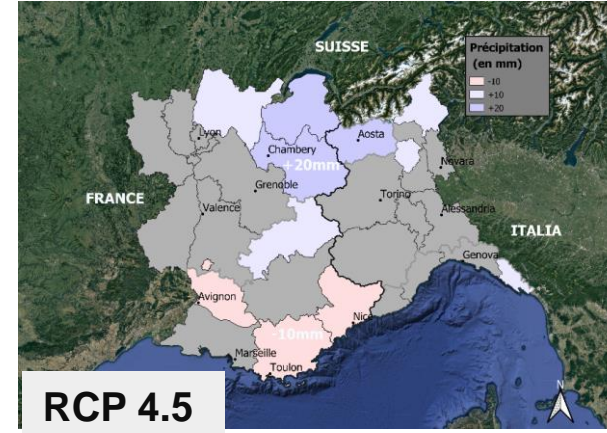 SUISSE
Précipitation
(en mm)
-10
+10
+20
Lyon
Aosta
Chambery
+20mm
Novara
Grenoble
Torino
FRANCE
Valence
Alessandria
ITALIA
Genova
Avignon
Nice
-10mm
Marseille
Toulon
N
RCP 4.5